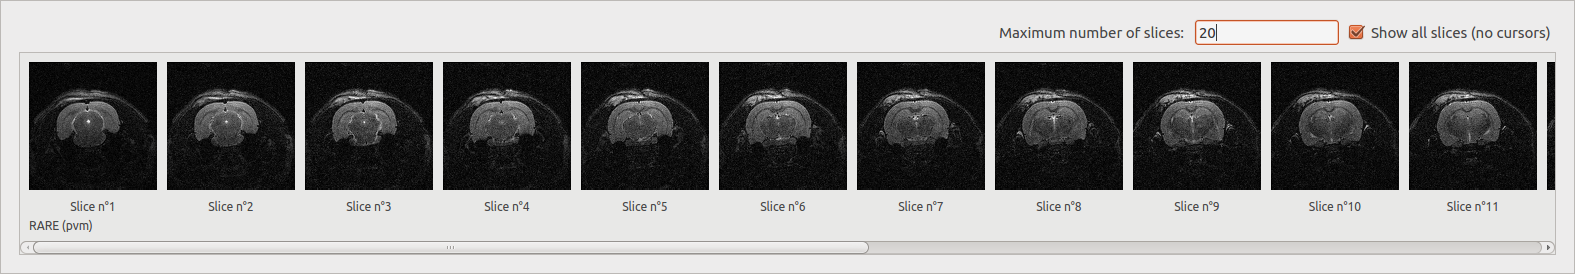 Maximum number of slices: 20 Show all slices (no cursors)
Slice n°1 Slice n°2 Slice n°3 Slice n°4 Slice n°5 Slice n°6 Slice n°7 Slice n°8 Slice n°9 Slice n°10 Slice n°11
RARE (pvm)